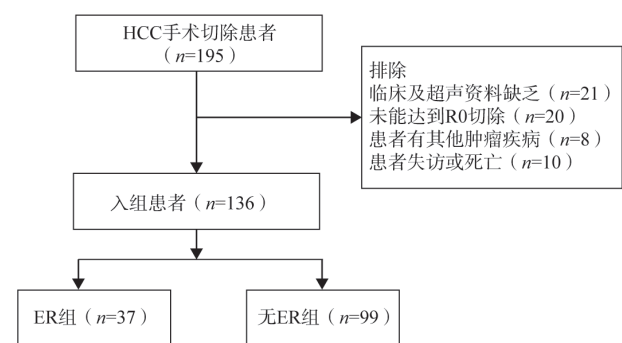 HCC手术切除患者
（n=195）
排除
临床及超声资料缺乏（n=21）
未能达到R0切除（n=20）
患者有其他肿瘤疾病（n=8）
患者失访或死亡（n=10）
入组患者（n=136）
ER组（n=37）
无ER组（n=99）